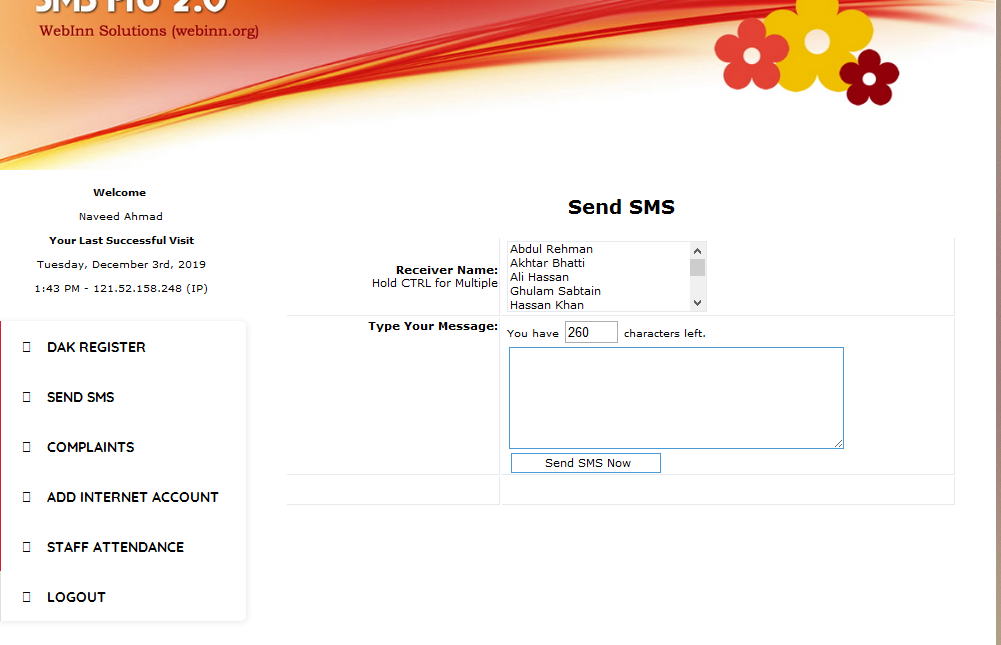 SMS Pro 2.0
WebInn Solutions (webinn.org)
Welcome
Naveed Ahmad
Your Last Successful Visit
Tuesday, December 3rd, 2019
1:43 PM - 121.52.158.248 (IP)
DAK REGISTER
SEND SMS
COMPLAINTS
ADD INTERNET ACCOUNT
STAFF ATTENDANCE
LOGOUT
Send SMS
Receiver Name:
Hold CTRL for Multiple
Abdul Rehman
Akhtar Bhatti
Ali Hassan
Ghulam Sabtain
Hassan Khan
Type Your Message:
You have 260 characters left.
Send SMS Now